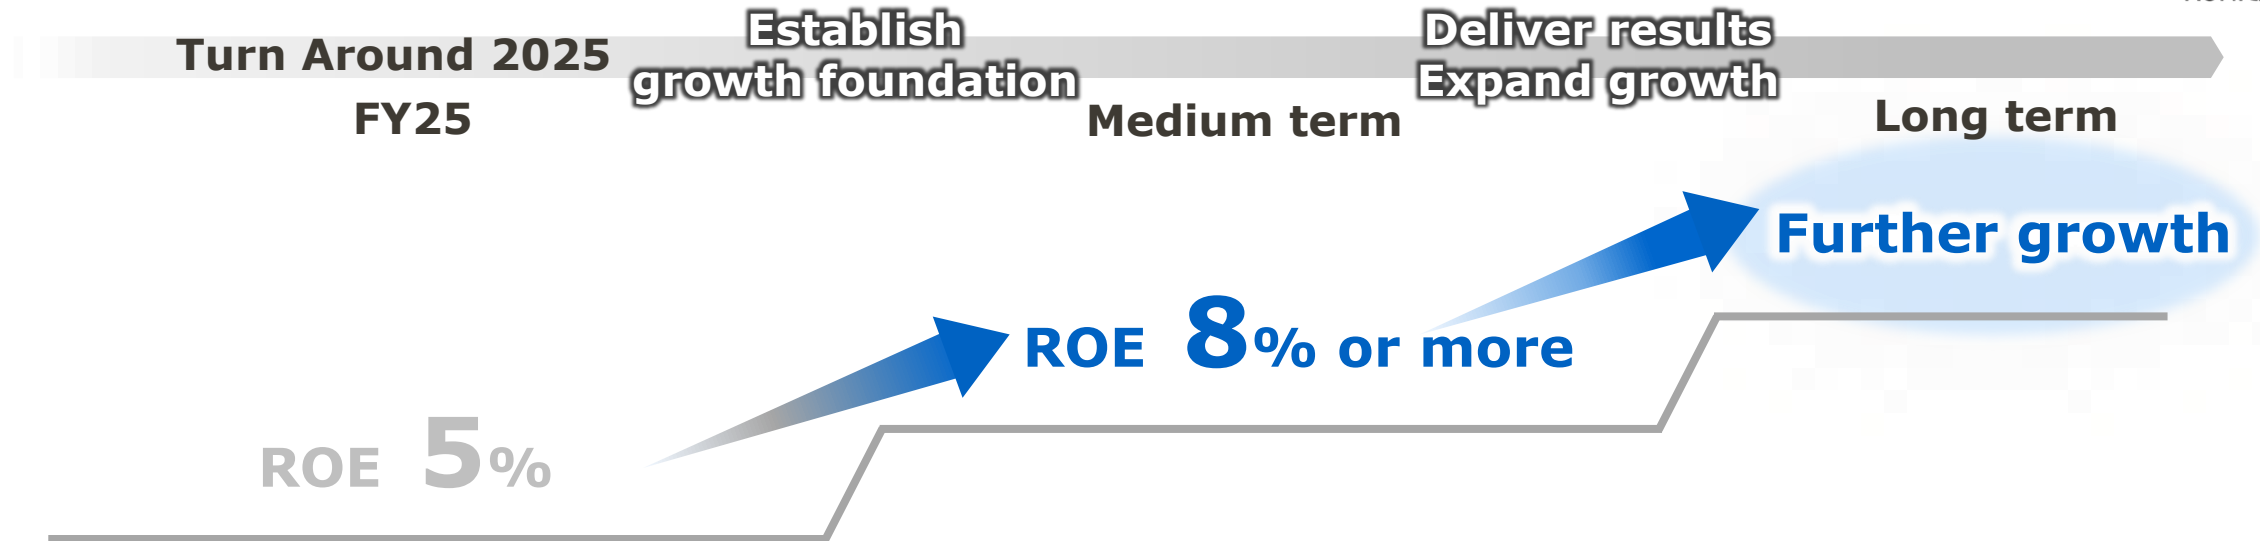 Turn Around 2025
Establish
growth foundation
Deliver results
Expand growth
FY25
Medium term
Long term
Further growth
ROE 8% or more
ROE 5%